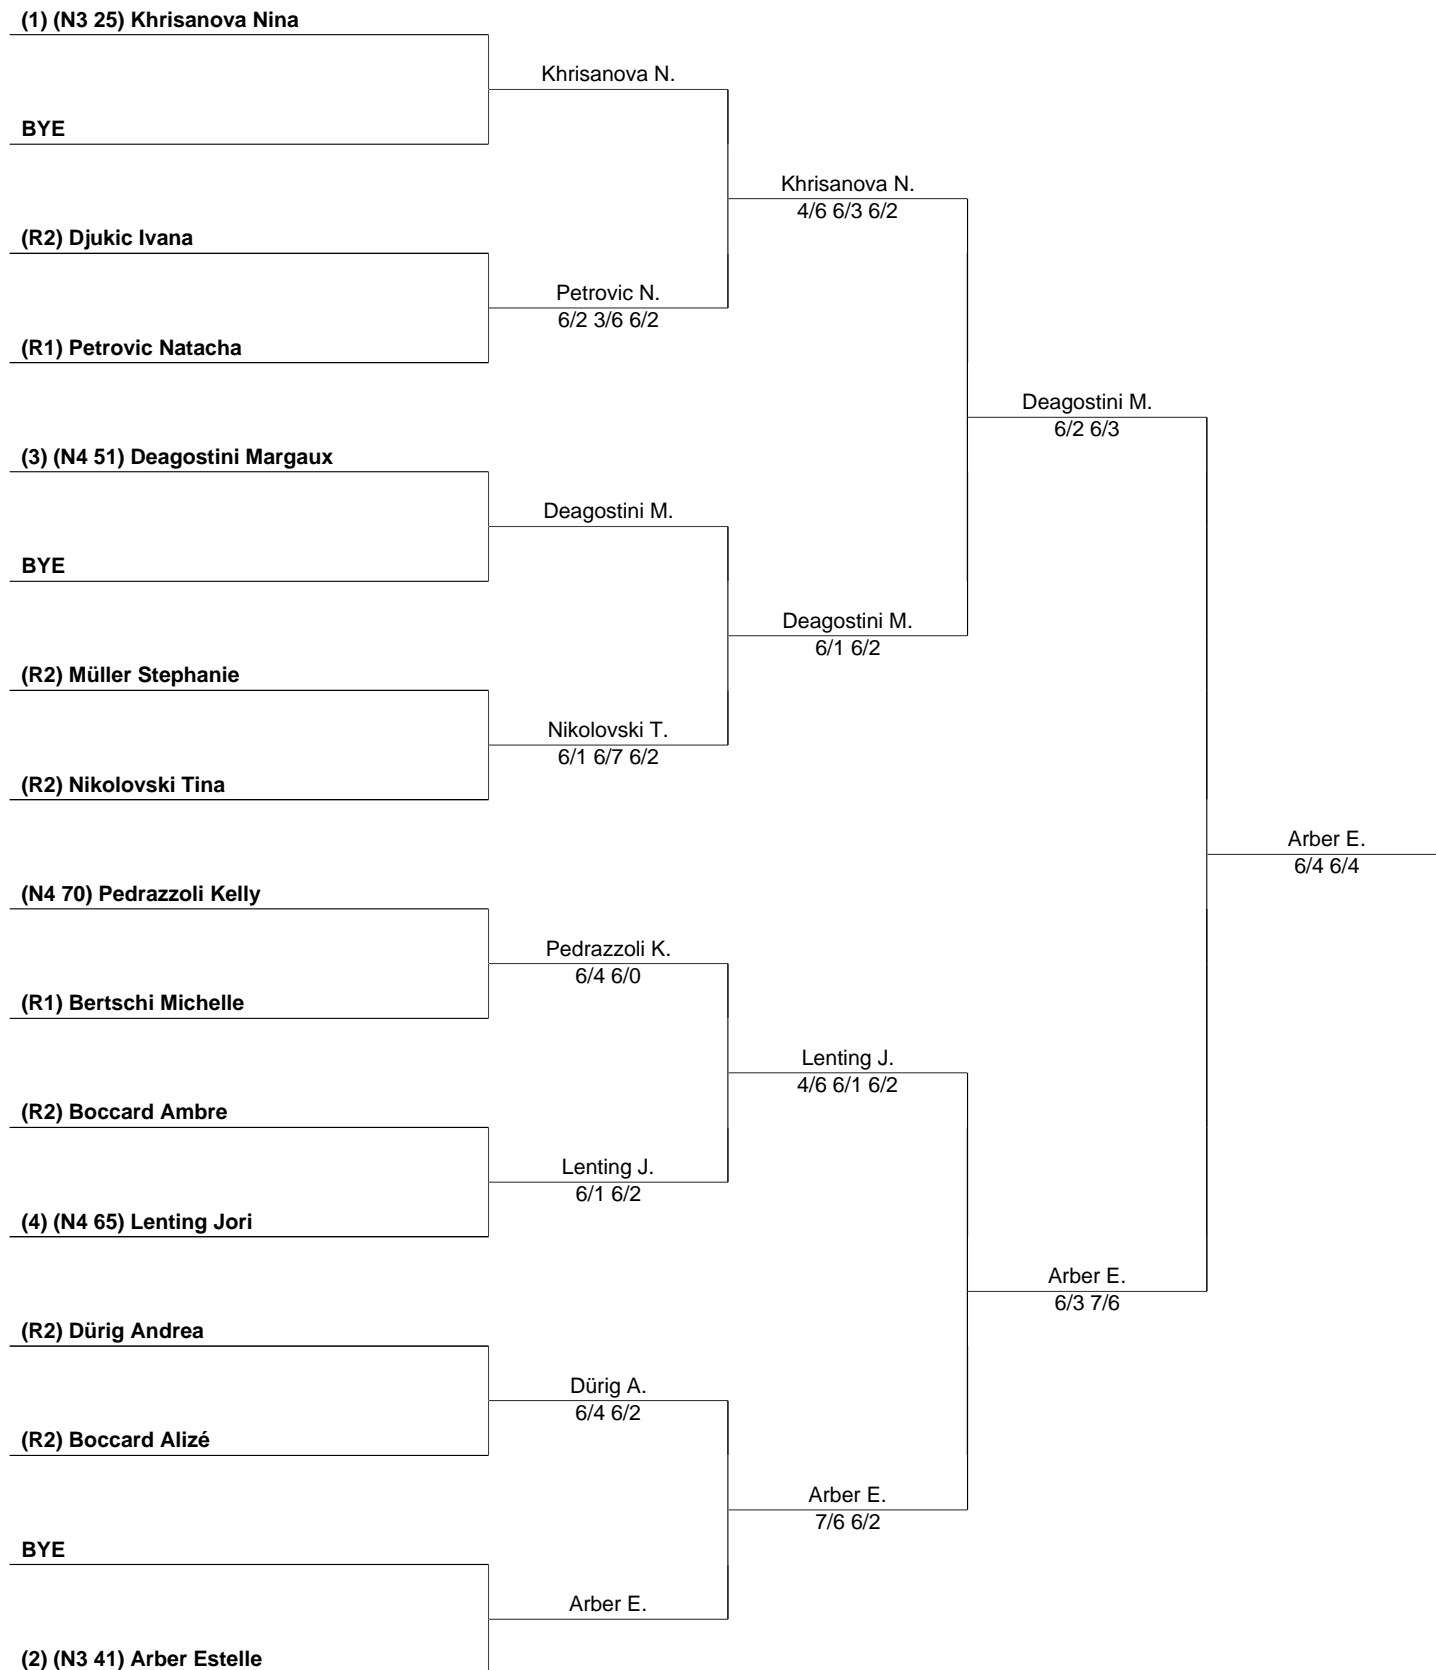 (1) (N3 25) Khrisanova Nina
Khrisanova N.
BYE
Khrisanova N.
4/6 6/3 6/2
(R2) Djukic Ivana
Petrovic N.
6/2 3/6 6/2
(R1) Petrovic Natacha
Deagostini M.
6/2 6/3
(3) (N4 51) Deagostini Margaux
Deagostini M.
BYE
Deagostini M.
6/1 6/2
(R2) Müller Stephanie
Nikolovski T.
6/1 6/7 6/2
(R2) Nikolovski Tina
Arber E.
6/4 6/4
(N4 70) Pedrazzoli Kelly
Pedrazzoli K.
6/4 6/0
(R1) Bertschi Michelle
Lenting J.
4/6 6/1 6/2
(R2) Boccard Ambre
Lenting J.
6/1 6/2
(4) (N4 65) Lenting Jori
Arber E.
6/3 7/6
(R2) Dürig Andrea
Dürig A.
6/4 6/2
(R2) Boccard Alizé
Arber E.
7/6 6/2
BYE
Arber E.
(2) (N3 41) Arber Estelle